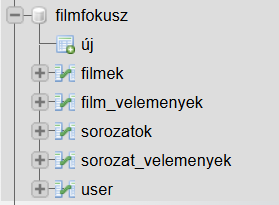 filmfokusz
új
filmek
film_velemenyek
sorozatok
sorozat_velemenyek
user